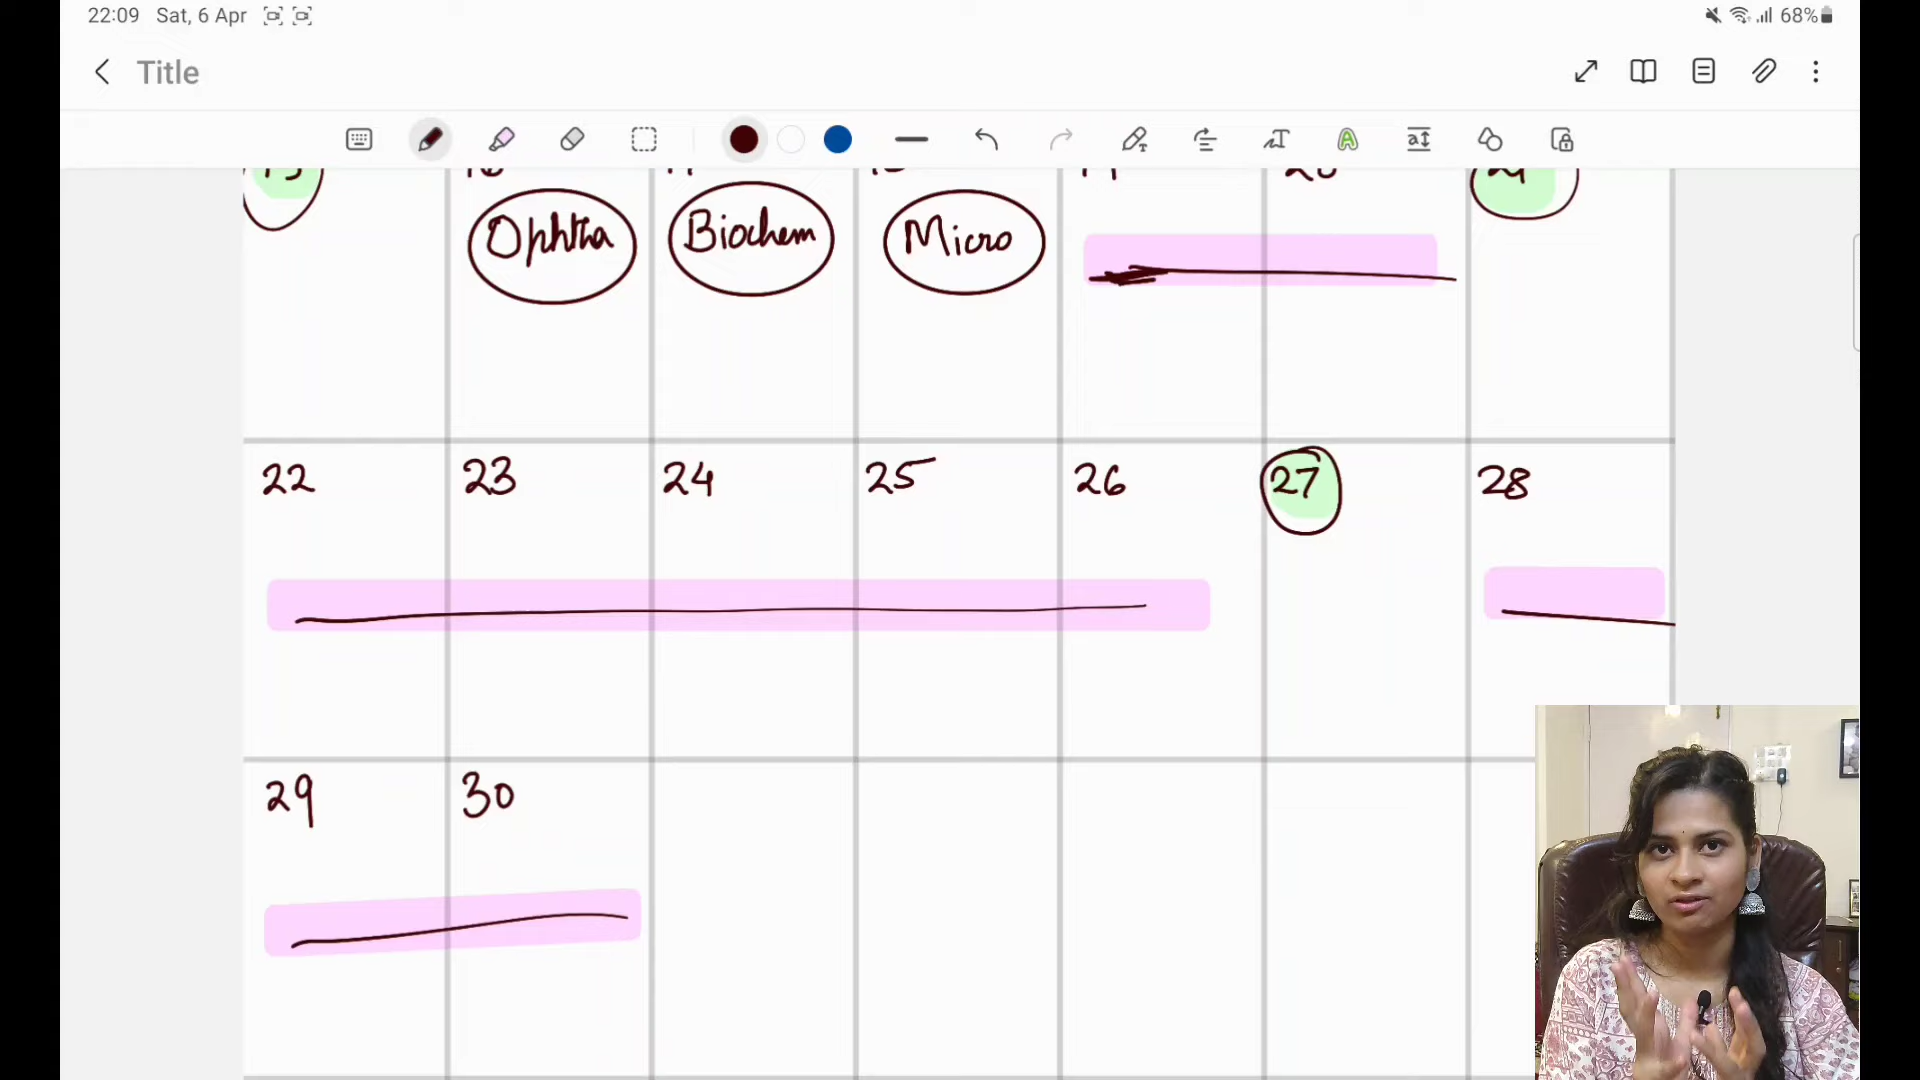 22:09 Sat, 6 Apr 68%
Title
Ophtha Biochem Micro
22 23 24 25 26 27 28
29 30